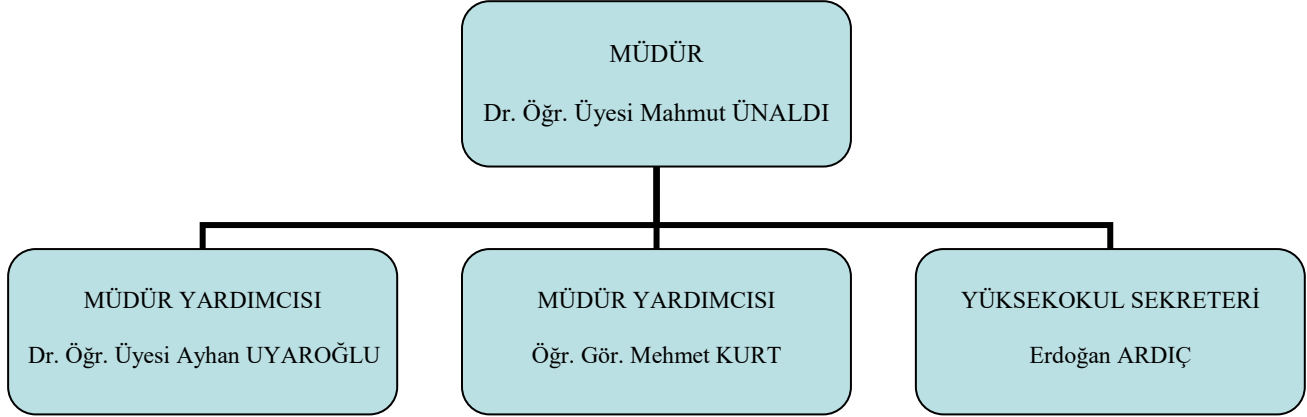 MÜDÜR
Dr. Öğr. Üyesi Mahmut ÜNALDI
MÜDÜR YARDIMCISI
Dr. Öğr. Üyesi Ayhan UYAROĞLU
MÜDÜR YARDIMCISI
Öğr. Gör. Mehmet KURT
YÜKSEKOKUL SEKRETERİ
Erdoğan ARDIÇ